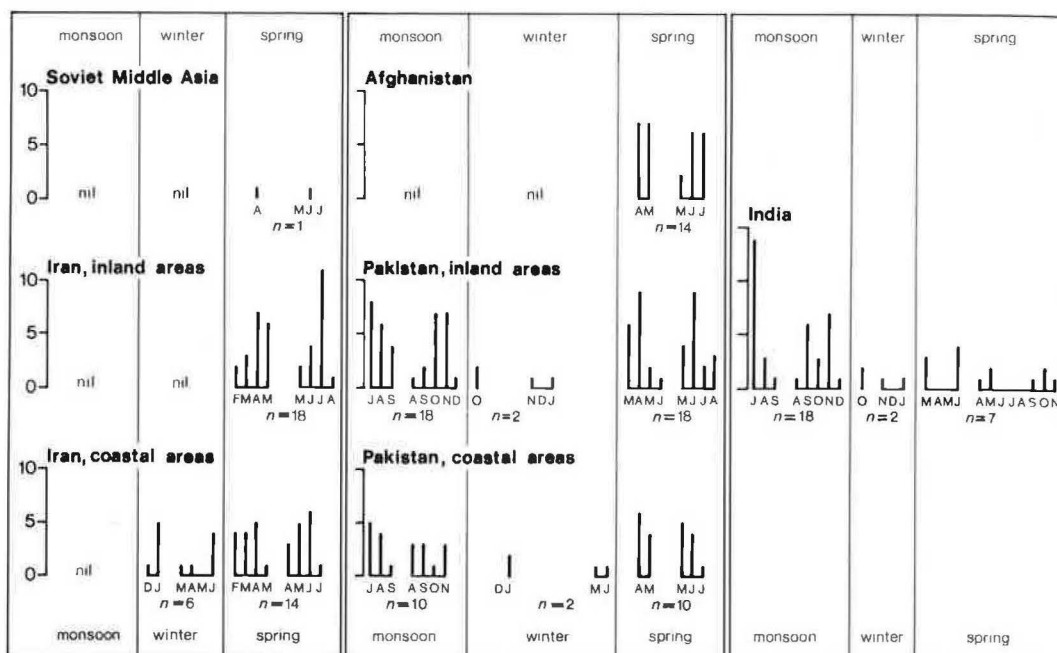 monsoon winter spring monsoon winter spring monsoon winter spring
Soviet Middle Asia Afghanistan
10
5
0 nil nil nil nil
A MJJ AM MJJ
n=1 n=14
India
Iran, inland areas Pakistan, inland areas
10
5
0 nil nil
FMAM MJJA JAS ASOND O NDJ MAMJ MJJA JAS ASOND O NDJ MAMJ AMJJASON
n=18 n=18 n=2 n=18 n=18 n=2 n=7
Iran, coastal areas Pakistan, coastal areas
10
5
0 nil
DJ MAMJ FMAM AMJJ JAS ASON DJ MJ AM MJJ
n=6 n=14 n=10 n=2 n=10
monsoon winter spring monsoon winter spring monsoon winter spring